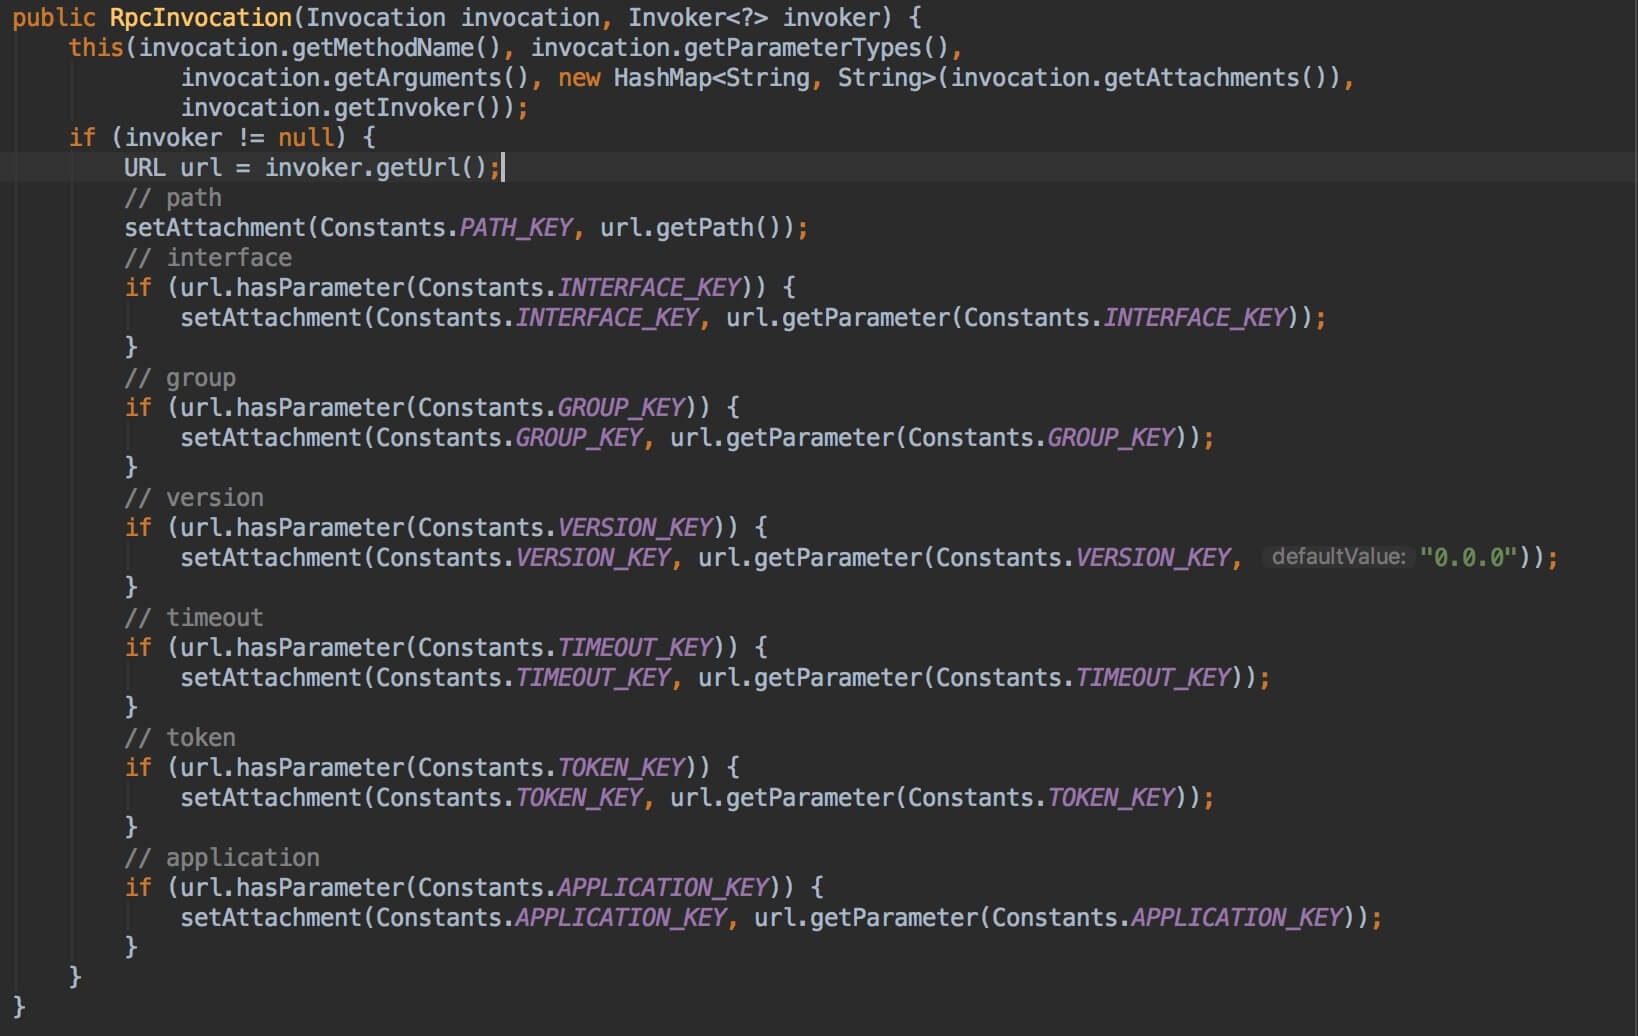 public RpcInvocation(Invocation invocation, Invoker<?> invoker) {
    this(invocation.getMethodName(), invocation.getParameterTypes(),
            invocation.getArguments(), new HashMap<String, String>(invocation.getAttachments()),
            invocation.getInvoker());
    if (invoker != null) {
        URL url = invoker.getUrl();
        // path
        setAttachment(Constants.PATH_KEY, url.getPath());
        // interface
        if (url.hasParameter(Constants.INTERFACE_KEY)) {
            setAttachment(Constants.INTERFACE_KEY, url.getParameter(Constants.INTERFACE_KEY));
        }
        // group
        if (url.hasParameter(Constants.GROUP_KEY)) {
            setAttachment(Constants.GROUP_KEY, url.getParameter(Constants.GROUP_KEY));
        }
        // version
        if (url.hasParameter(Constants.VERSION_KEY)) {
            setAttachment(Constants.VERSION_KEY, url.getParameter(Constants.VERSION_KEY, defaultValue: "0.0.0"));
        }
        // timeout
        if (url.hasParameter(Constants.TIMEOUT_KEY)) {
            setAttachment(Constants.TIMEOUT_KEY, url.getParameter(Constants.TIMEOUT_KEY));
        }
        // token
        if (url.hasParameter(Constants.TOKEN_KEY)) {
            setAttachment(Constants.TOKEN_KEY, url.getParameter(Constants.TOKEN_KEY));
        }
        // application
        if (url.hasParameter(Constants.APPLICATION_KEY)) {
            setAttachment(Constants.APPLICATION_KEY, url.getParameter(Constants.APPLICATION_KEY));
        }
    }
}